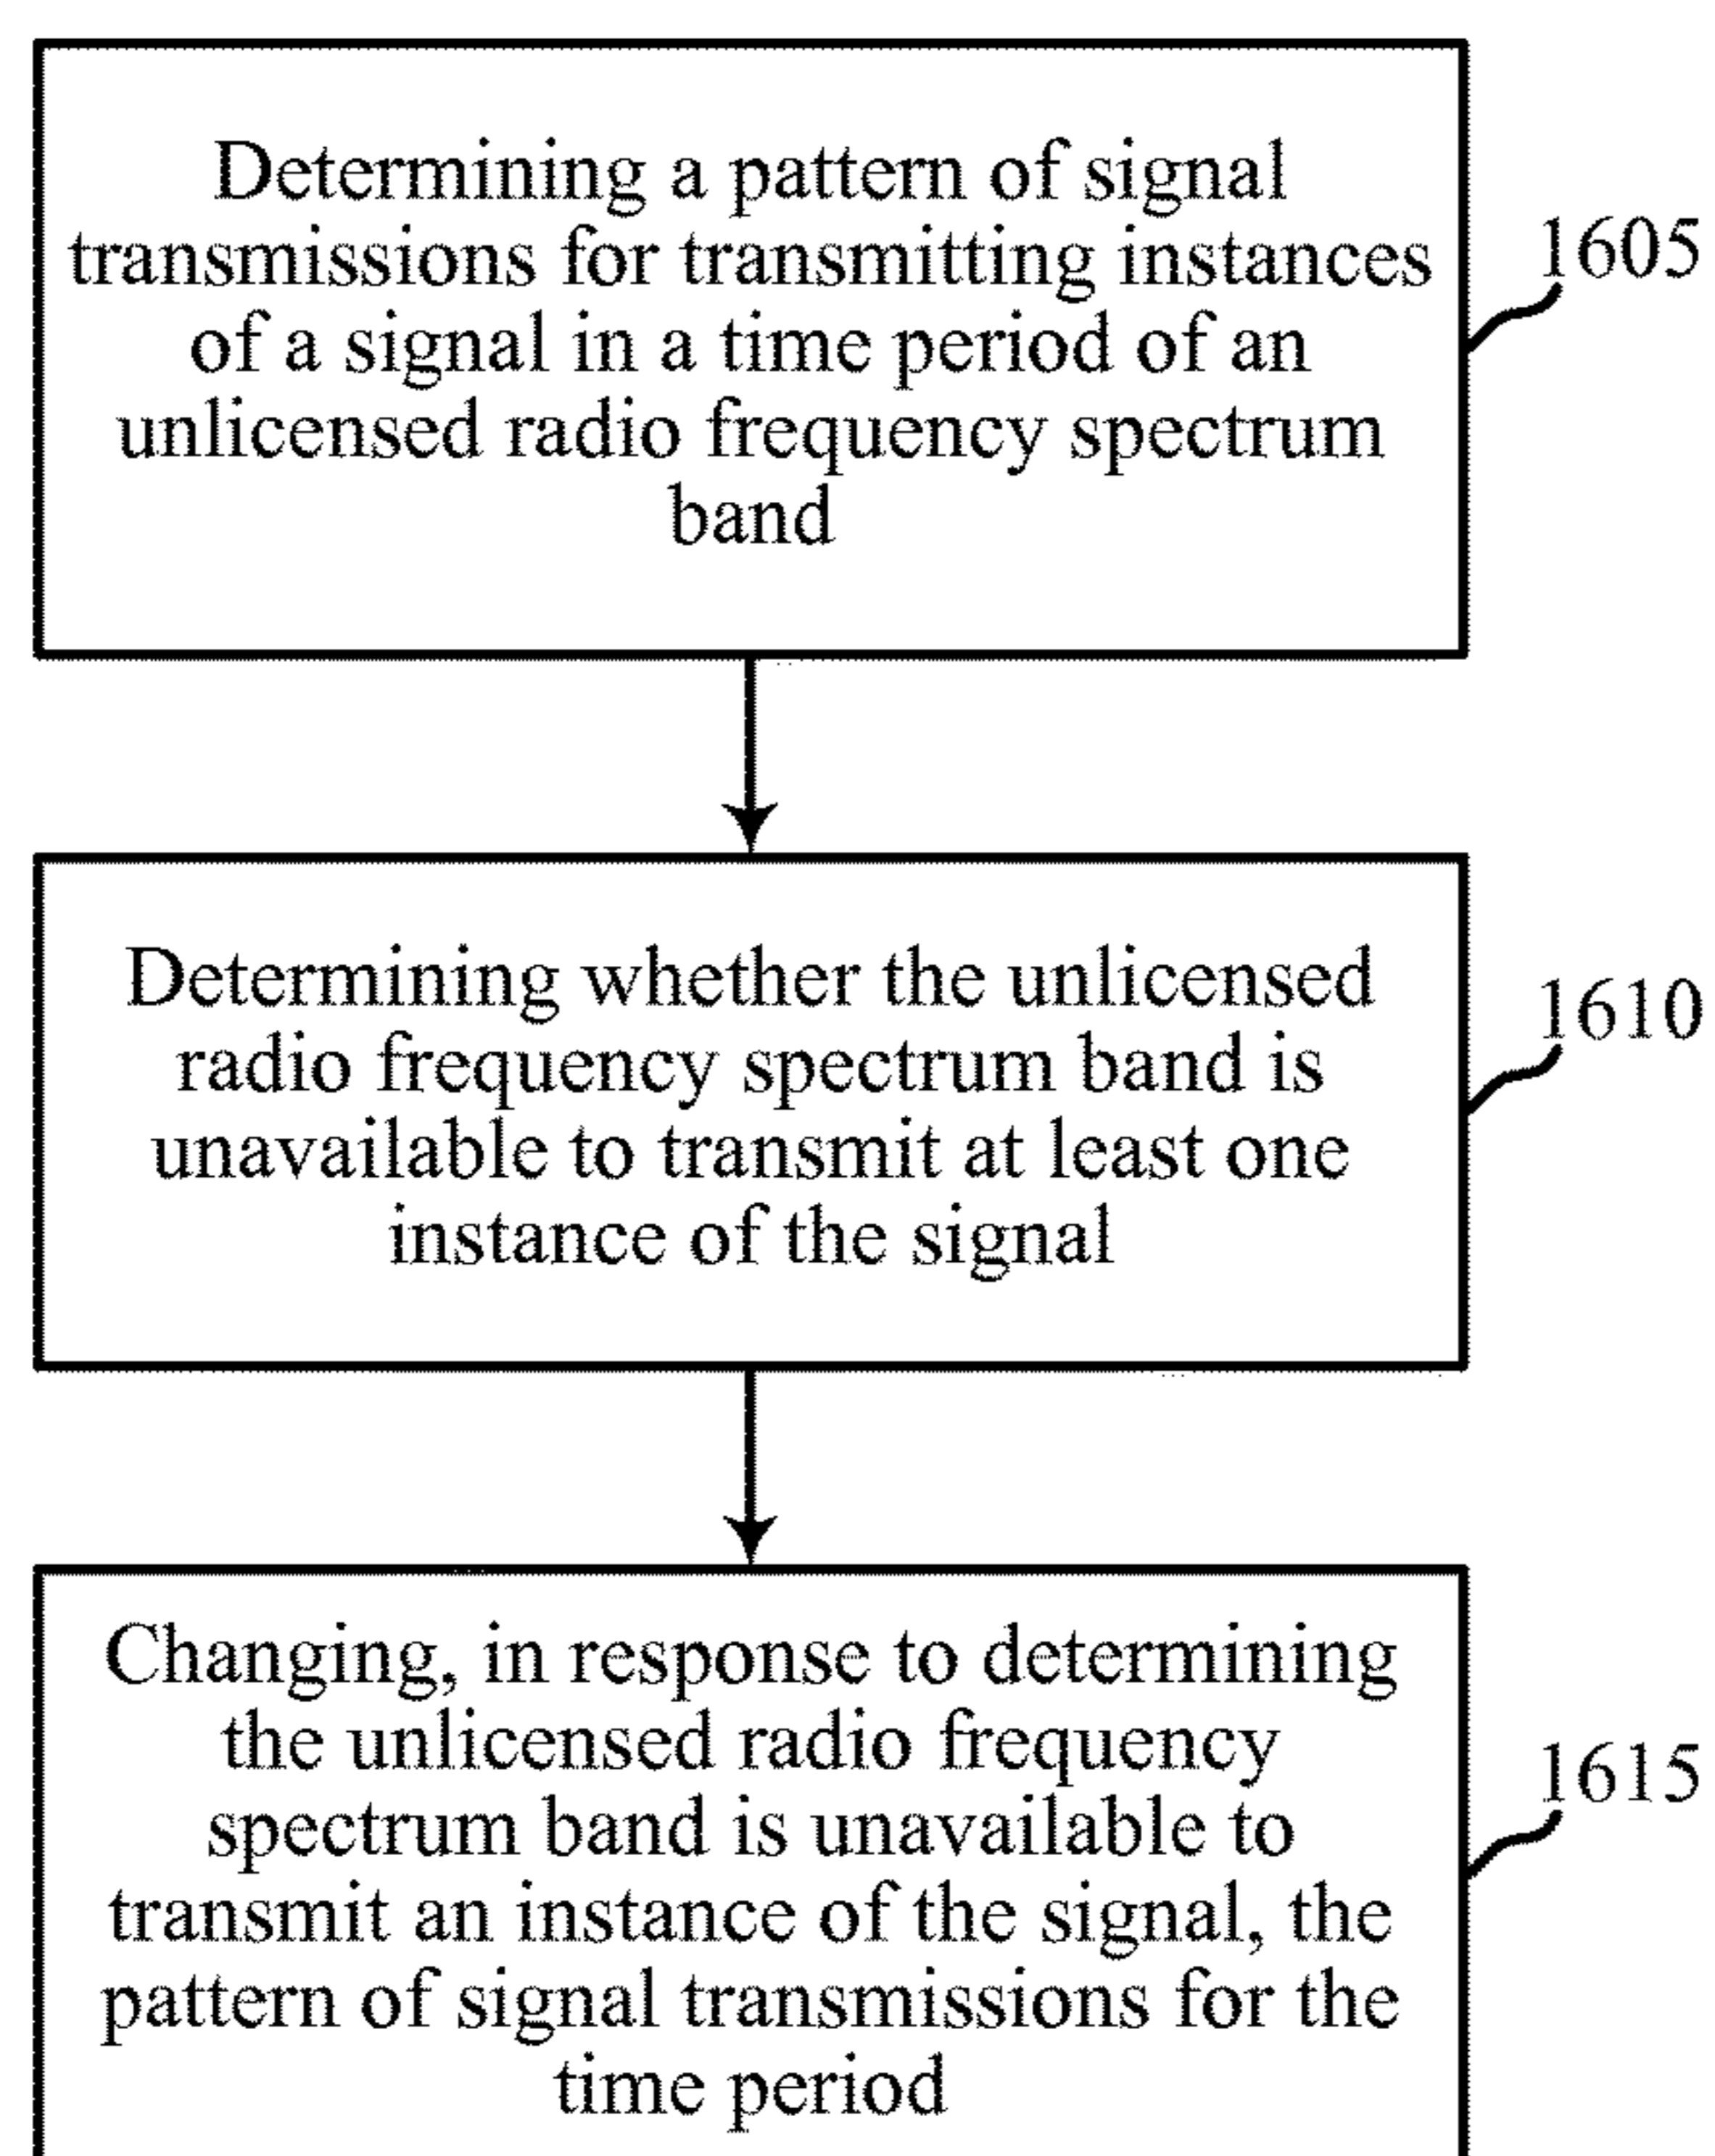 Determining a pattern of signal
transmissions for transmitting instances
of a signal in a time period of an
unlicensed radio frequency spectrum
band
1605
Determining whether the unlicensed
radio frequency spectrum band is
unavailable to transmit at least one
instance of the signal
1610
Changing, in response to determining
the unlicensed radio frequency
spectrum band is unavailable to
transmit an instance of the signal, the
pattern of signal transmissions for the
time period
1615